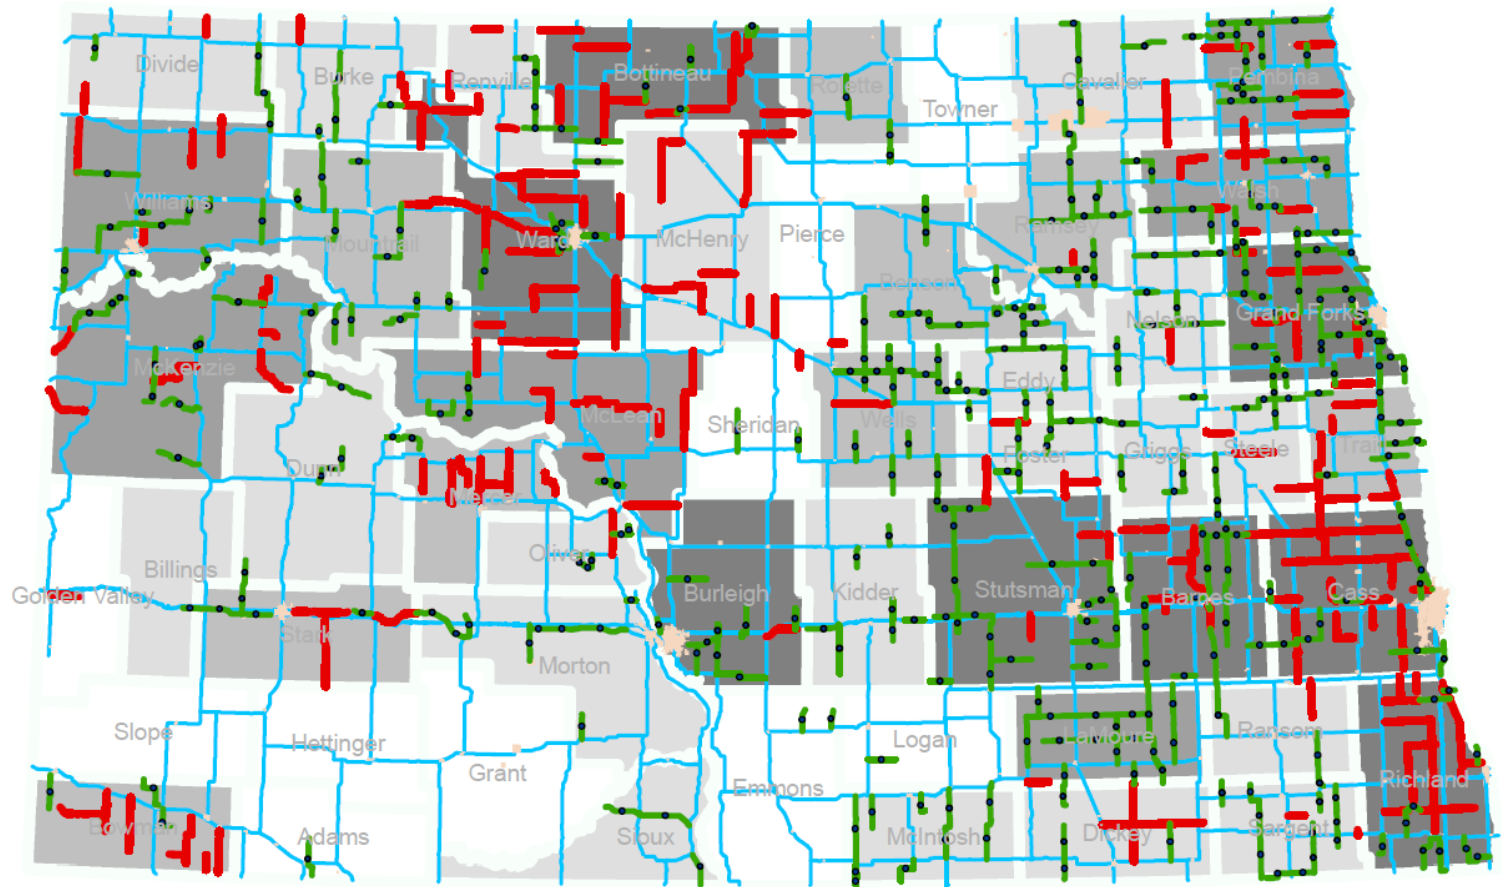 Divide
Burke
Renville
Bottineau
Rolette
Towner
Cavalier
Pembina
Williams
Mountrail
Ward
McHenry
Pierce
Ramsey
Walsh
Benson
Nelson
Grand Forks
McKenzie
McLean
Sheridan
Wells
Eddy
Foster
Griggs
Steele
Traill
Dunn
Mercer
Oliver
Billings
Golden Valley
Burleigh
Kidder
Stutsman
Barnes
Cass
Stark
Morton
Slope
Hettinger
Grant
Logan
LaMoure
Ransom
Richland
Emmons
Bowman
Adams
Sioux
McIntosh
Dickey
Sargent